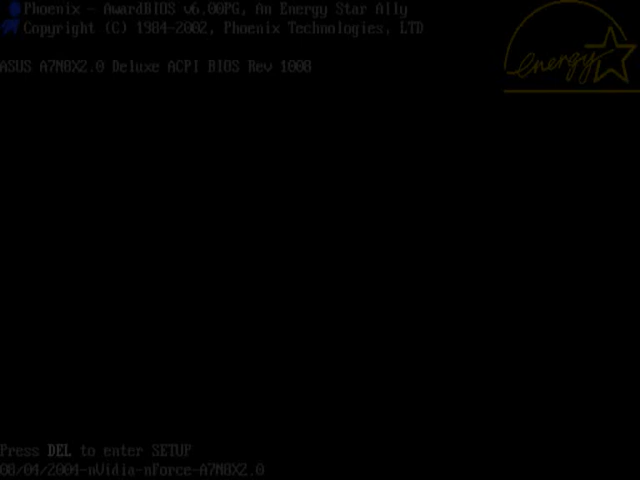 Phoenix - AwardBIOS v6.00PG, An Energy Star Ally
Copyright (C) 1984-2002, Phoenix Technologies, LTD
energy
ASUS A7N8X2.0 Deluxe ACPI BIOS Rev 1008
Press DEL to enter SETUP
08/04/2004-nVidia-nForce-A7N8X2.0